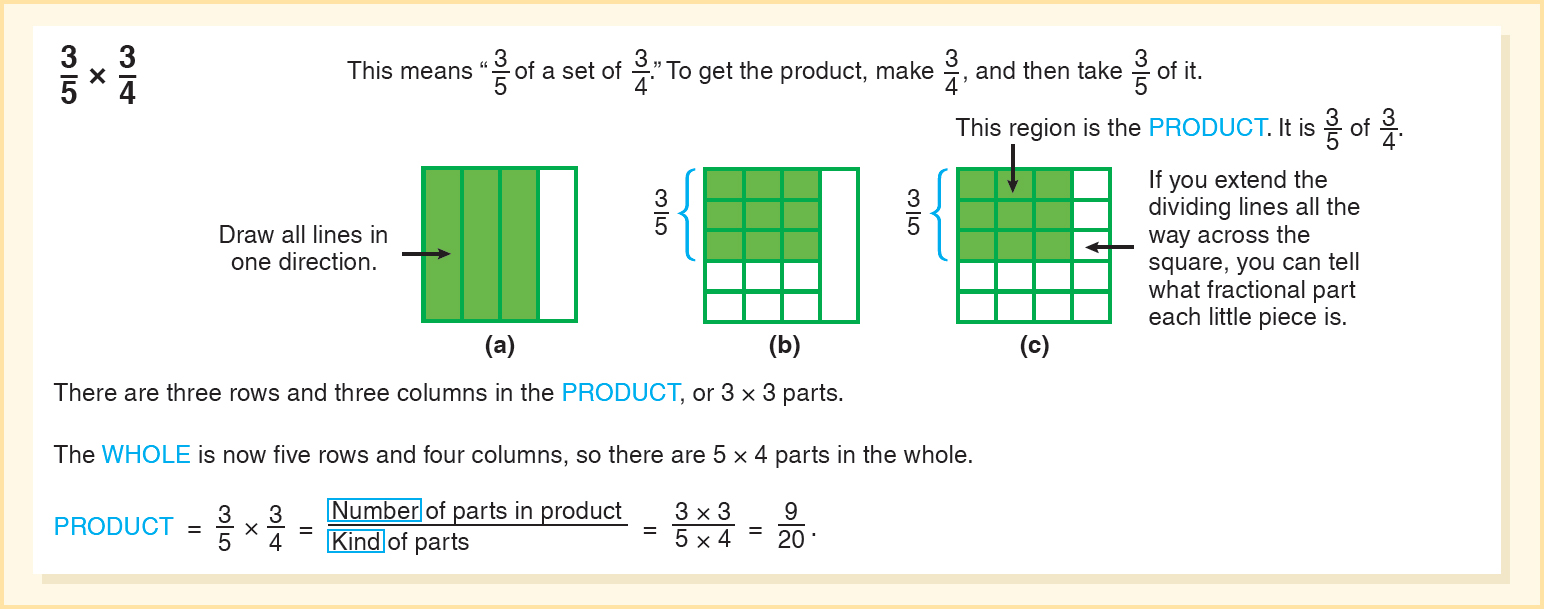 3/5 × 3/4
This means “3/5 of a set of 3/4.” To get the product, make 3/4, and then take 3/5 of it.
This region is the PRODUCT. It is 3/5 of 3/4.
Draw all lines in
one direction.
3/5
3/5
If you extend the
dividing lines all the
way across the
square, you can tell
what fractional part
each little piece is.
(a)
(b)
(c)
There are three rows and three columns in the PRODUCT, or 3 × 3 parts.
The WHOLE is now five rows and four columns, so there are 5 × 4 parts in the whole.
PRODUCT = 3/5 × 3/4 = Number of parts in product / Kind of parts = 3 × 3 / 5 × 4 = 9/20.